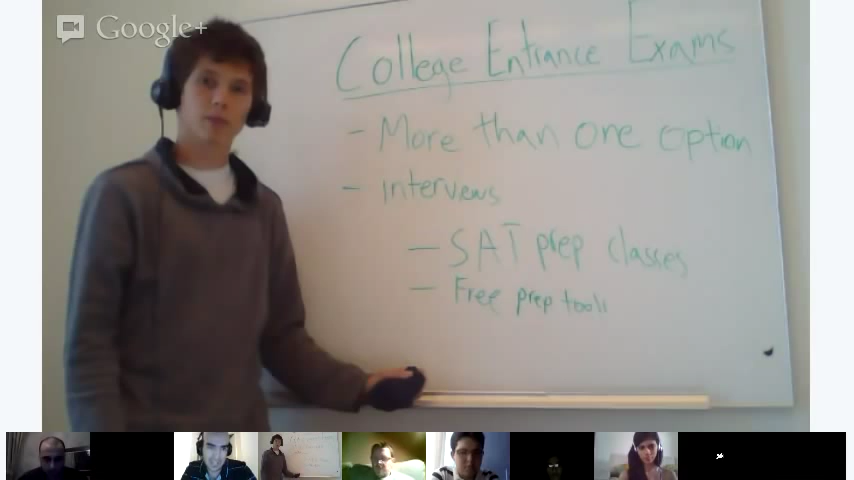 Google+
College Entrance Exams
- More than one option
- interviews
- SAT prep classes
- Free prep tools